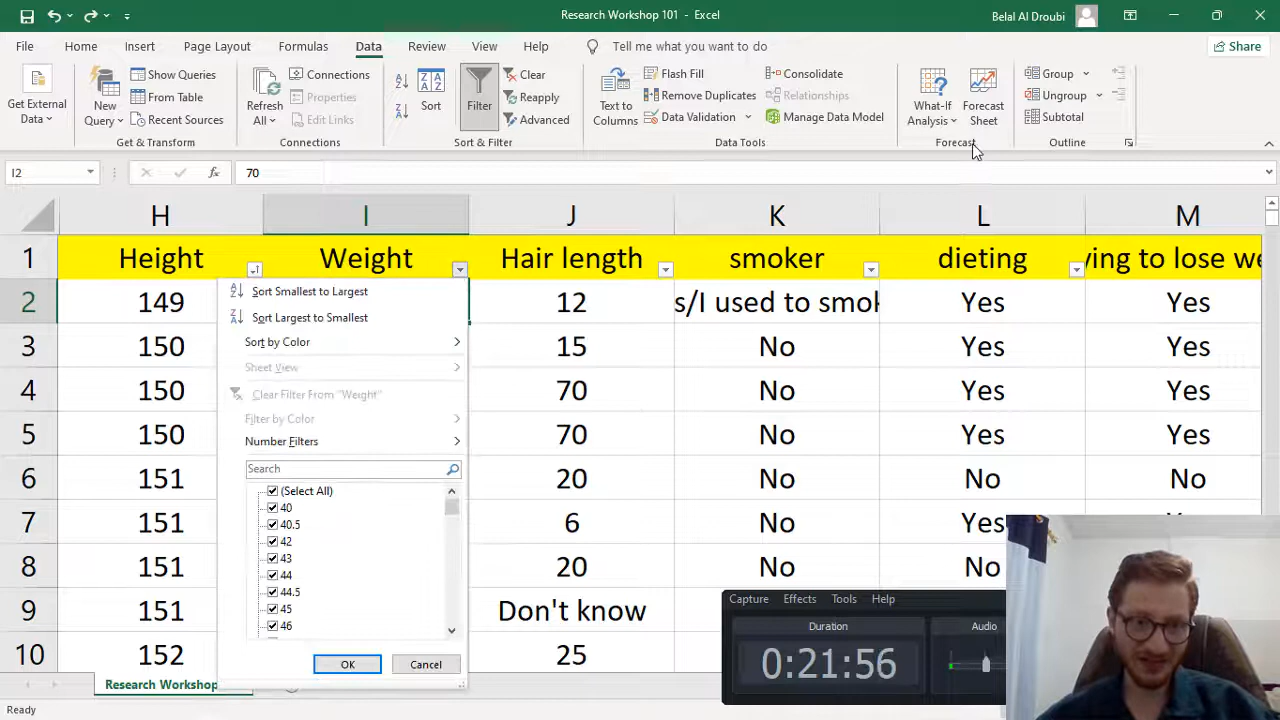 Research Workshop 101 - Excel
Belal Al Droubi
File Home Insert Page Layout Formulas Data Review View Help Tell me what you want to do Share
Get External Data
New Query
Show Queries
From Table
Recent Sources
Get & Transform
Refresh All
Connections
Properties
Edit Links
Connections
Sort
Filter
Clear
Reapply
Advanced
Sort & Filter
Text to Columns
Flash Fill
Remove Duplicates
Data Validation
Consolidate
Relationships
Manage Data Model
Data Tools
What-If Analysis
Forecast Sheet
Forecast
Group
Ungroup
Subtotal
Outline
I2 fx 70
H I J K L M
1 Height Weight Hair length smoker dieting ying to lose we
2 149 12 s/I used to smok Yes Yes
3 150 15 No Yes Yes
4 150 70 No Yes Yes
5 150 70 No Yes Yes
6 151 20 No No No
7 151 6 No Yes
8 151 20 No No
9 151 Don't know
10 152 25
Sort Smallest to Largest
Sort Largest to Smallest
Sort by Color
Sheet View
Clear Filter From "Weight"
Filter by Color
Number Filters
Search
(Select All)
40
40.5
42
43
44
44.5
45
46
OK Cancel
Capture Effects Tools Help
Duration Audio
0:21:56
Research Workshop
Ready